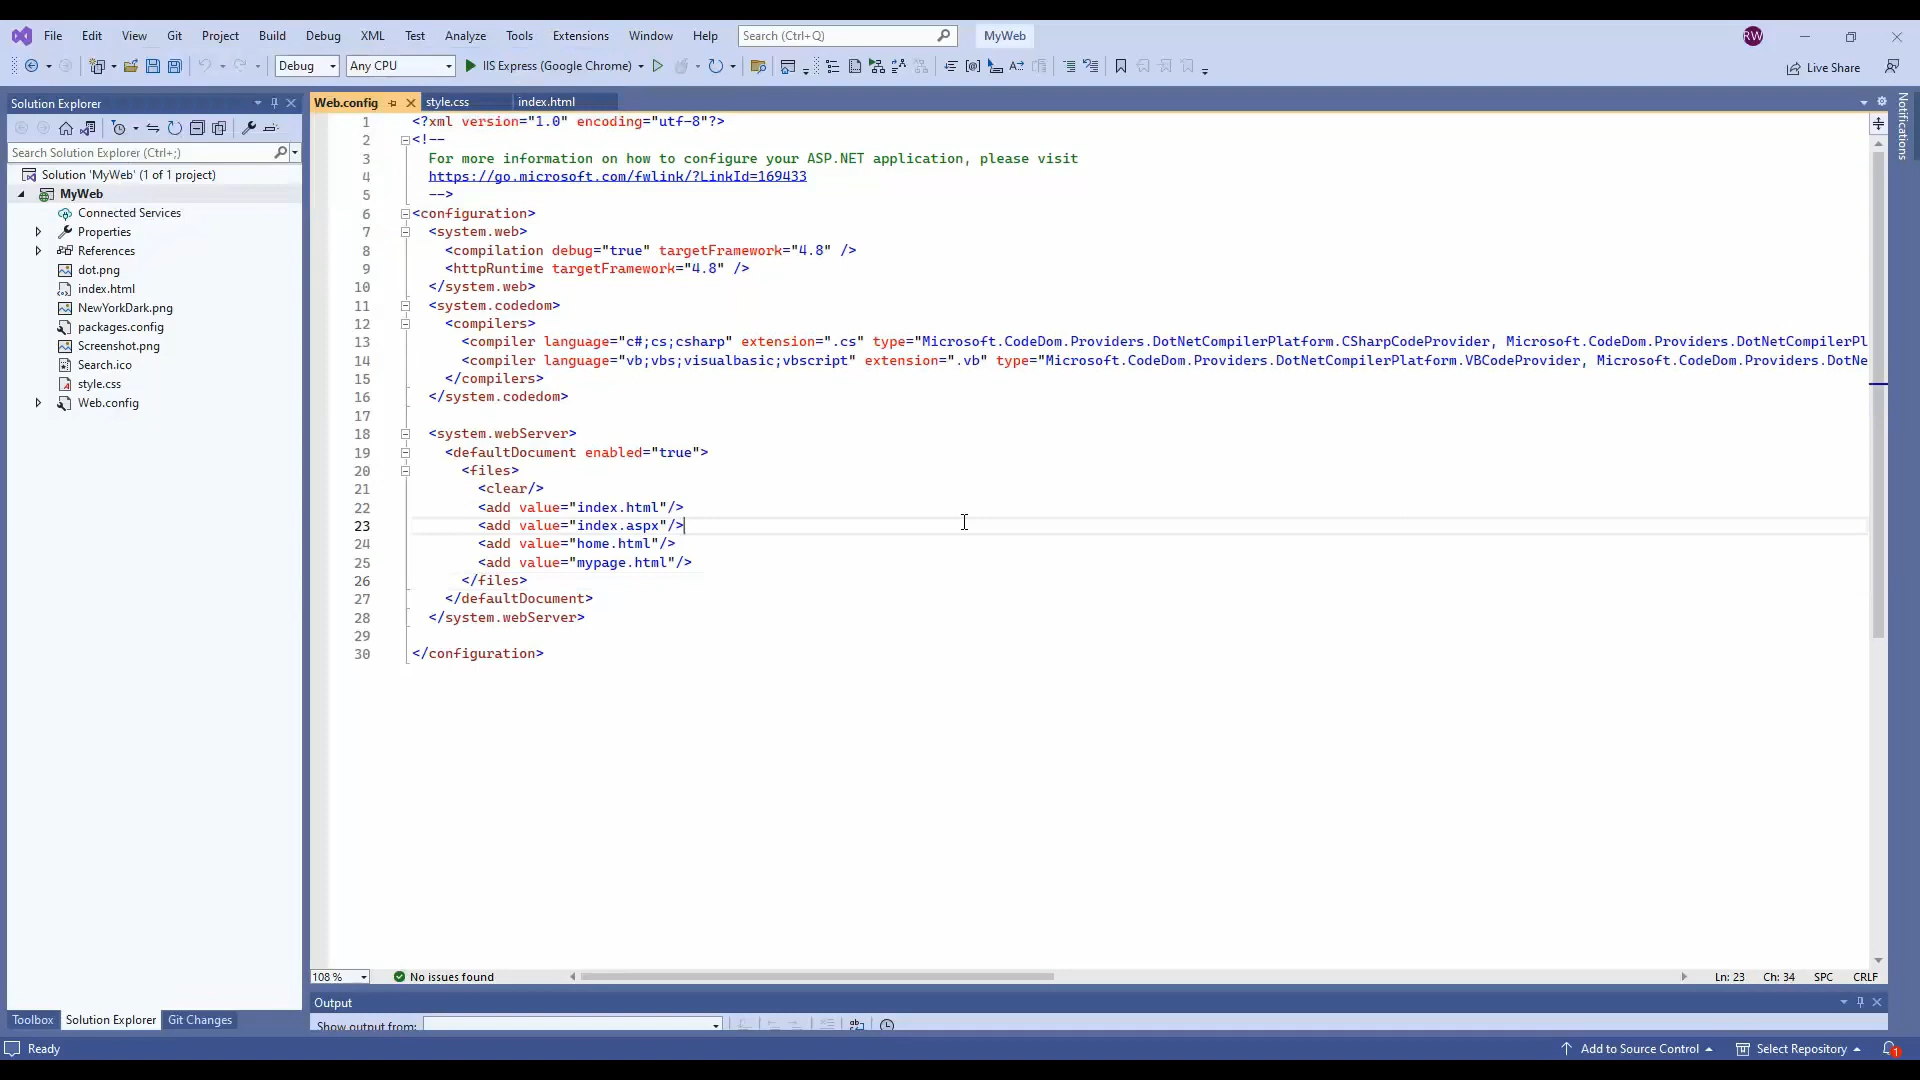 File Edit View Git Project Build Debug XML Test Analyze Tools Extensions Window Help Search (Ctrl+Q) MyWeb RW
Debug Any CPU IIS Express (Google Chrome) Live Share
Solution Explorer
Search Solution Explorer (Ctrl+;)
Solution 'MyWeb' (1 of 1 project)
MyWeb
Connected Services
Properties
References
dot.png
index.html
NewYorkDark.png
packages.config
Screenshot.png
Search.ico
style.css
Web.config
Toolbox Solution Explorer Git Changes
Web.config style.css index.html
1 <?xml version="1.0" encoding="utf-8"?>
2 <!--
3 For more information on how to configure your ASP.NET application, please visit
4 https://go.microsoft.com/fwlink/?LinkId=169433
5 -->
6 <configuration>
7 <system.web>
8 <compilation debug="true" targetFramework="4.8" />
9 <httpRuntime targetFramework="4.8" />
10 </system.web>
11 <system.codedom>
12 <compilers>
13 <compiler language="c#;cs;csharp" extension=".cs" type="Microsoft.CodeDom.Providers.DotNetCompilerPlatform.CSharpCodeProvider, Microsoft.CodeDom.Providers.DotNetCompilerPl
14 <compiler language="vb;vbs;visualbasic;vbscript" extension=".vb" type="Microsoft.CodeDom.Providers.DotNetCompilerPlatform.VBCodeProvider, Microsoft.CodeDom.Providers.DotNe
15 </compilers>
16 </system.codedom>
17
18 <system.webServer>
19 <defaultDocument enabled="true">
20 <files>
21 <clear/>
22 <add value="index.html"/>
23 <add value="index.aspx"/>
24 <add value="home.html"/>
25 <add value="mypage.html"/>
26 </files>
27 </defaultDocument>
28 </system.webServer>
29
30 </configuration>
108 % No issues found Ln: 23 Ch: 34 SPC CRLF
Output
Show output from:
Notifications
Ready Add to Source Control Select Repository 1